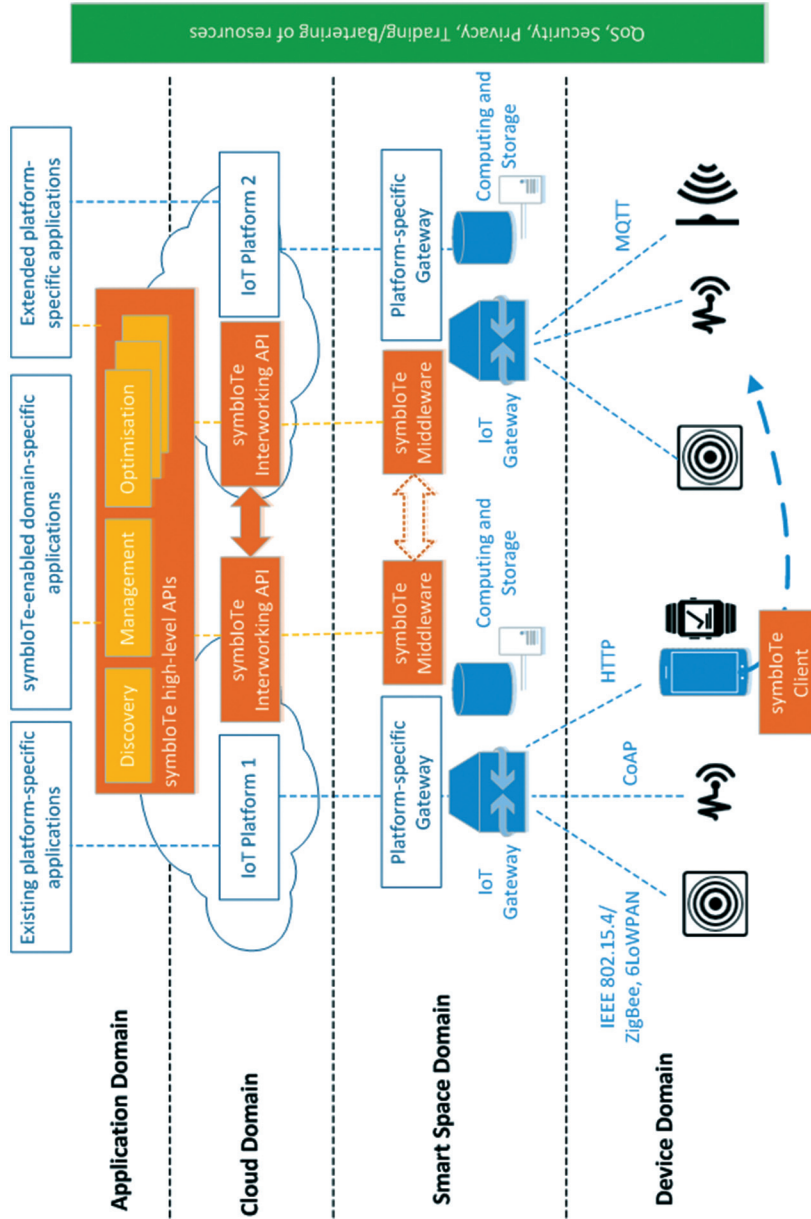 Application Domain
Existing platform-specific
applications
symbIoTe-enabled domain-specific
applications
Extended platform-
specific applications
Discovery
Management
Optimisation
symbIoTe high-level APIs
Cloud Domain
IoT Platform 1
symbIoTe
Interworking API
symbIoTe
Interworking API
IoT Platform 2
Smart Space Domain
Platform-specific
Gateway
symbIoTe
Middleware
symbIoTe
Middleware
Platform-specific
Gateway
IoT
Gateway
Computing and
Storage
IoT
Gateway
Computing and
Storage
Device Domain
IEEE 802.15.4/
ZigBee, 6LoWPAN
CoAP
HTTP
MQTT
symbIoTe
Client
QoS, Security, Privacy, Trading/Bartering of resources